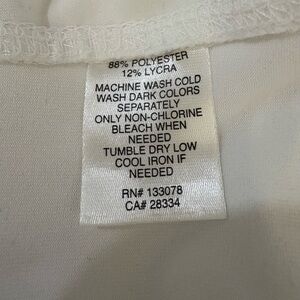 88% POLYESTER
12% LYCRA
MACHINE WASH COLD
WASH DARK COLORS
SEPARATELY
ONLY NON-CHLORINE
BLEACH WHEN
NEEDED
TUMBLE DRY LOW
COOL IRON IF
NEEDED
RN# 133078
CA# 28334